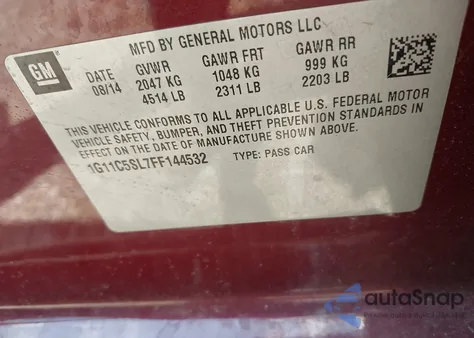 GM
MFD BY GENERAL MOTORS LLC
DATE GVWR GAWR FRT GAWR RR
08/14 2047 KG 1048 KG 999 KG
4514 LB 2311 LB 2203 LB
THIS VEHICLE CONFORMS TO ALL APPLICABLE U.S. FEDERAL MOTOR
VEHICLE SAFETY, BUMPER, AND THEFT PREVENTION STANDARDS IN
EFFECT ON THE DATE OF MANUFACTURE SHOWN ABOVE.
1G11C5SL7FF144532 TYPE: PASS CAR
autaSnap